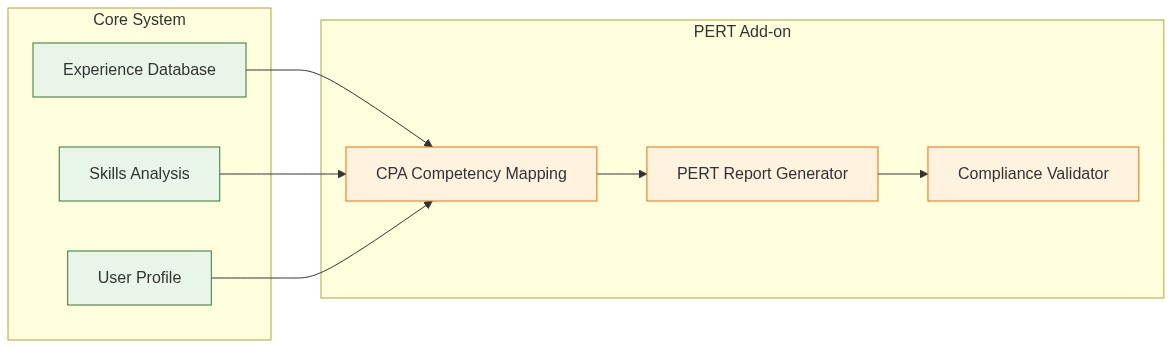 Core System
Experience Database
Skills Analysis
User Profile
PERT Add-on
CPA Competency Mapping
PERT Report Generator
Compliance Validator